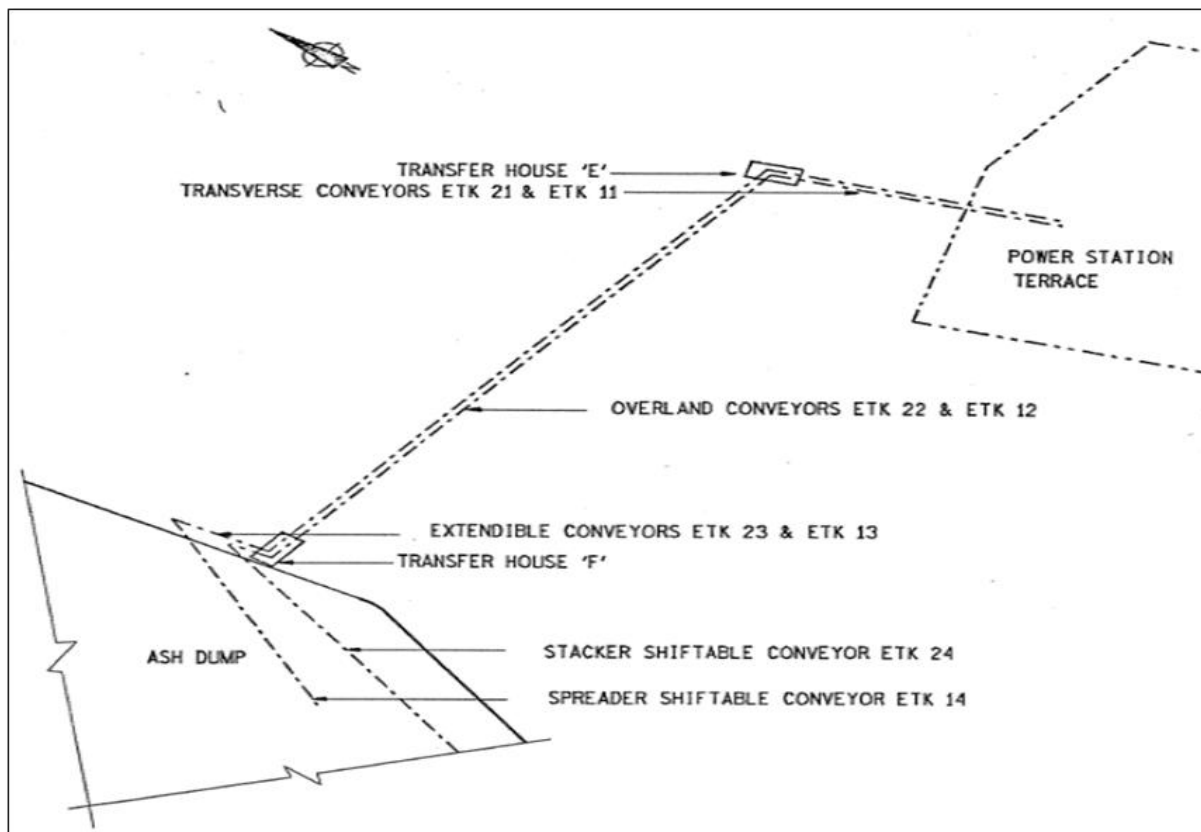 TRANSFER HOUSE 'E'
TRANSVERSE CONVEYORS ETK 21 & ETK 11
POWER STATION
TERRACE
OVERLAND CONVEYORS ETK 22 & ETK 12
EXTENDIBLE CONVEYORS ETK 23 & ETK 13
TRANSFER HOUSE 'F'
ASH DUMP
STACKER SHIFTABLE CONVEYOR ETK 24
SPREADER SHIFTABLE CONVEYOR ETK 14